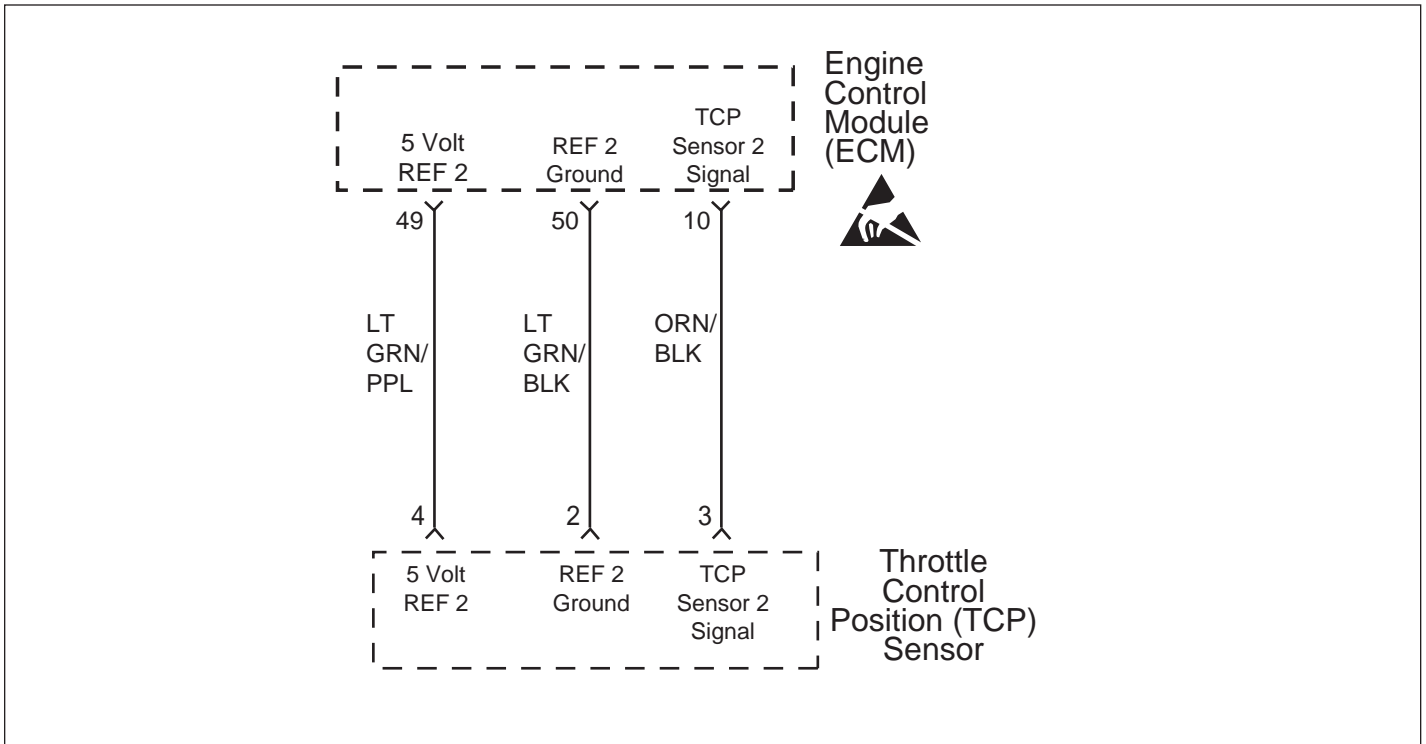 Engine
Control
Module
(ECM)
5 Volt
REF 2
REF 2
Ground
TCP
Sensor 2
Signal
49
50
10
LT
GRN/
PPL
LT
GRN/
BLK
ORN/
BLK
4
2
3
5 Volt
REF 2
REF 2
Ground
TCP
Sensor 2
Signal
Throttle
Control
Position (TCP)
Sensor